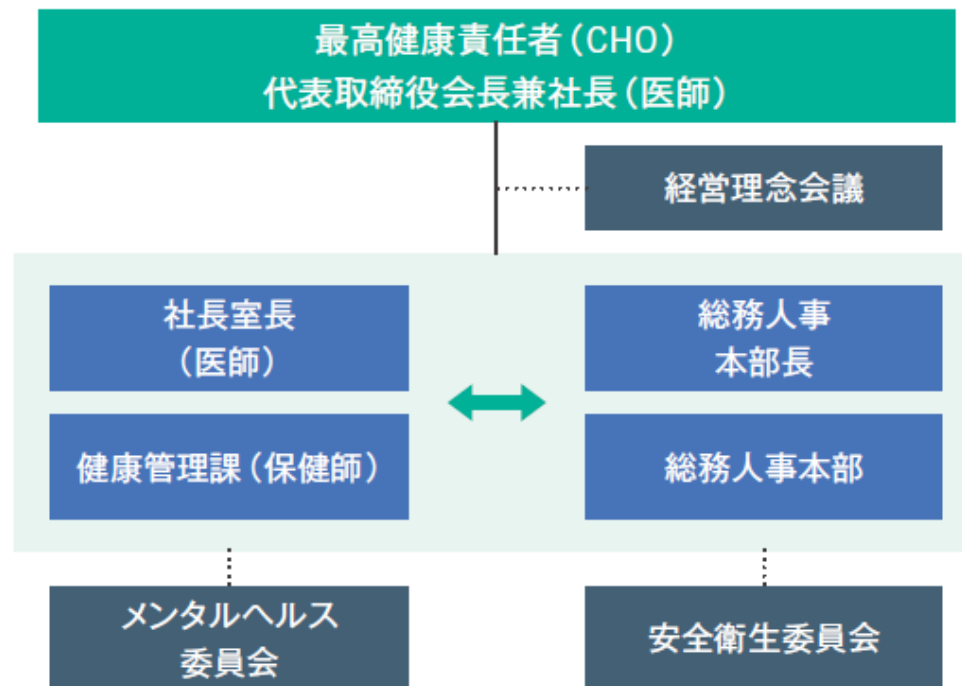 最高健康責任者(CHO)
代表取締役会長兼社長(医師)
経営理念会議
社長室長
(医師)
総務人事
本部長
健康管理課(保健師)
総務人事本部
メンタルヘルス
委員会
安全衛生委員会